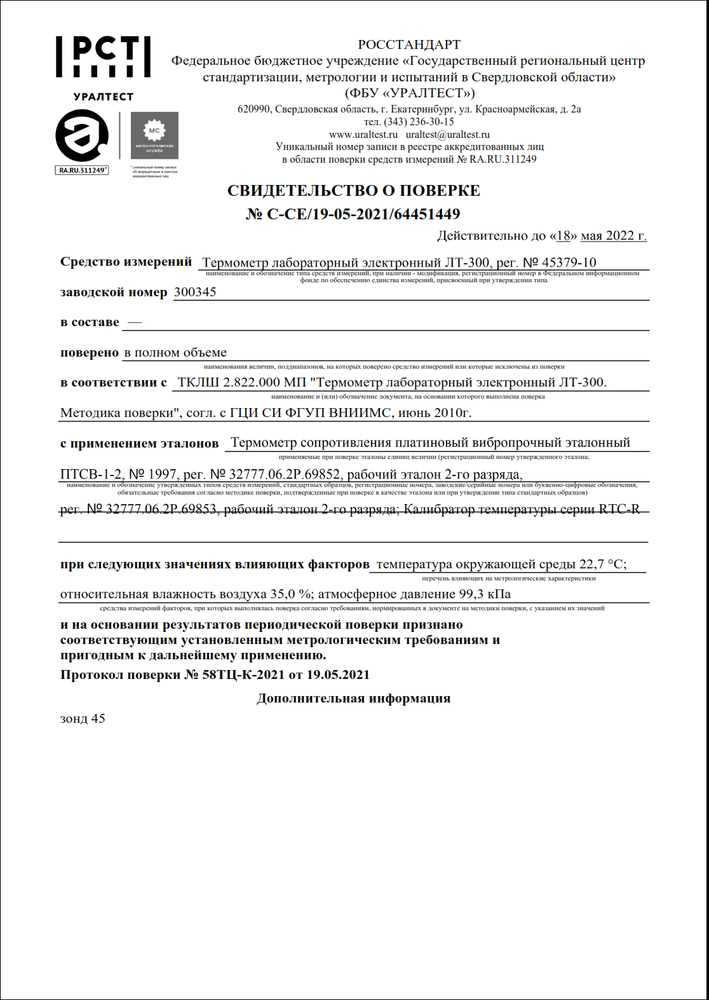 РСТ
УРАЛТЕСТ
МС
метрологическая
служба
RA.RU.311249*
* уникальный номер записи
об аккредитации в реестре
аккредитованных лиц
РОССТАНДАРТ
Федеральное бюджетное учреждение «Государственный региональный центр
стандартизации, метрологии и испытаний в Свердловской области»
(ФБУ «УРАЛТЕСТ»)
620990, Свердловская область, г. Екатеринбург, ул. Красноармейская, д. 2а
тел. (343) 236-30-15
www.uraltest.ru uraltest@uraltest.ru
Уникальный номер записи в реестре аккредитованных лиц
в области поверки средств измерений № RA.RU.311249
СВИДЕТЕЛЬСТВО О ПОВЕРКЕ
№ С-СЕ/19-05-2021/64451449
Действительно до «18» мая 2022 г.
Средство измерений Термометр лабораторный электронный ЛТ-300, рег. № 45379-10
наименование и обозначение типа средств измерений, при наличии - модификация, регистрационный номер в Федеральном информационном
фонде по обеспечению единства измерений, присвоенный при утверждении типа
заводской номер 300345
в составе —
поверено в полном объеме
наименования величин, поддиапазонов, на которых поверено средство измерений или которые исключены из поверки
в соответствии с ТКЛШ 2.822.000 МП "Термометр лабораторный электронный ЛТ-300.
наименование и (или) обозначение документа, на основании которого выполнена поверка
Методика поверки", согл. с ГЦИ СИ ФГУП ВНИИМС, июнь 2010г.
с применением эталонов Термометр сопротивления платиновый вибропрочный эталонный
применяемые при поверке эталоны единиц величин (регистрационный номер утвержденного эталона;
ПТСВ-1-2, № 1997, рег. № 32777.06.2Р.69852, рабочий эталон 2-го разряда,
наименование и обозначение утвержденных типов средств измерений, стандартных образцов, регистрационные номера, заводские/серийные номера или буквенно-цифровые обозначения,
обязательные требования согласно методике поверки, подтвержденные при поверке в качестве эталона или при утверждении типа стандартных образцов)
рег. № 32777.06.2Р.69853, рабочий эталон 2-го разряда; Калибратор температуры серии RTC-R
при следующих значениях влияющих факторов температура окружающей среды 22,7 °С;
перечень влияющих на метрологические характеристики
относительная влажность воздуха 35,0 %; атмосферное давление 99,3 кПа
средства измерений факторов, при которых выполнялась поверка согласно требованиям, нормированных в документе на методики поверки, с указанием их значений
и на основании результатов периодической поверки признано
соответствующим установленным метрологическим требованиям и
пригодным к дальнейшему применению.
Протокол поверки № 58ТЦ-К-2021 от 19.05.2021
Дополнительная информация
зонд 45